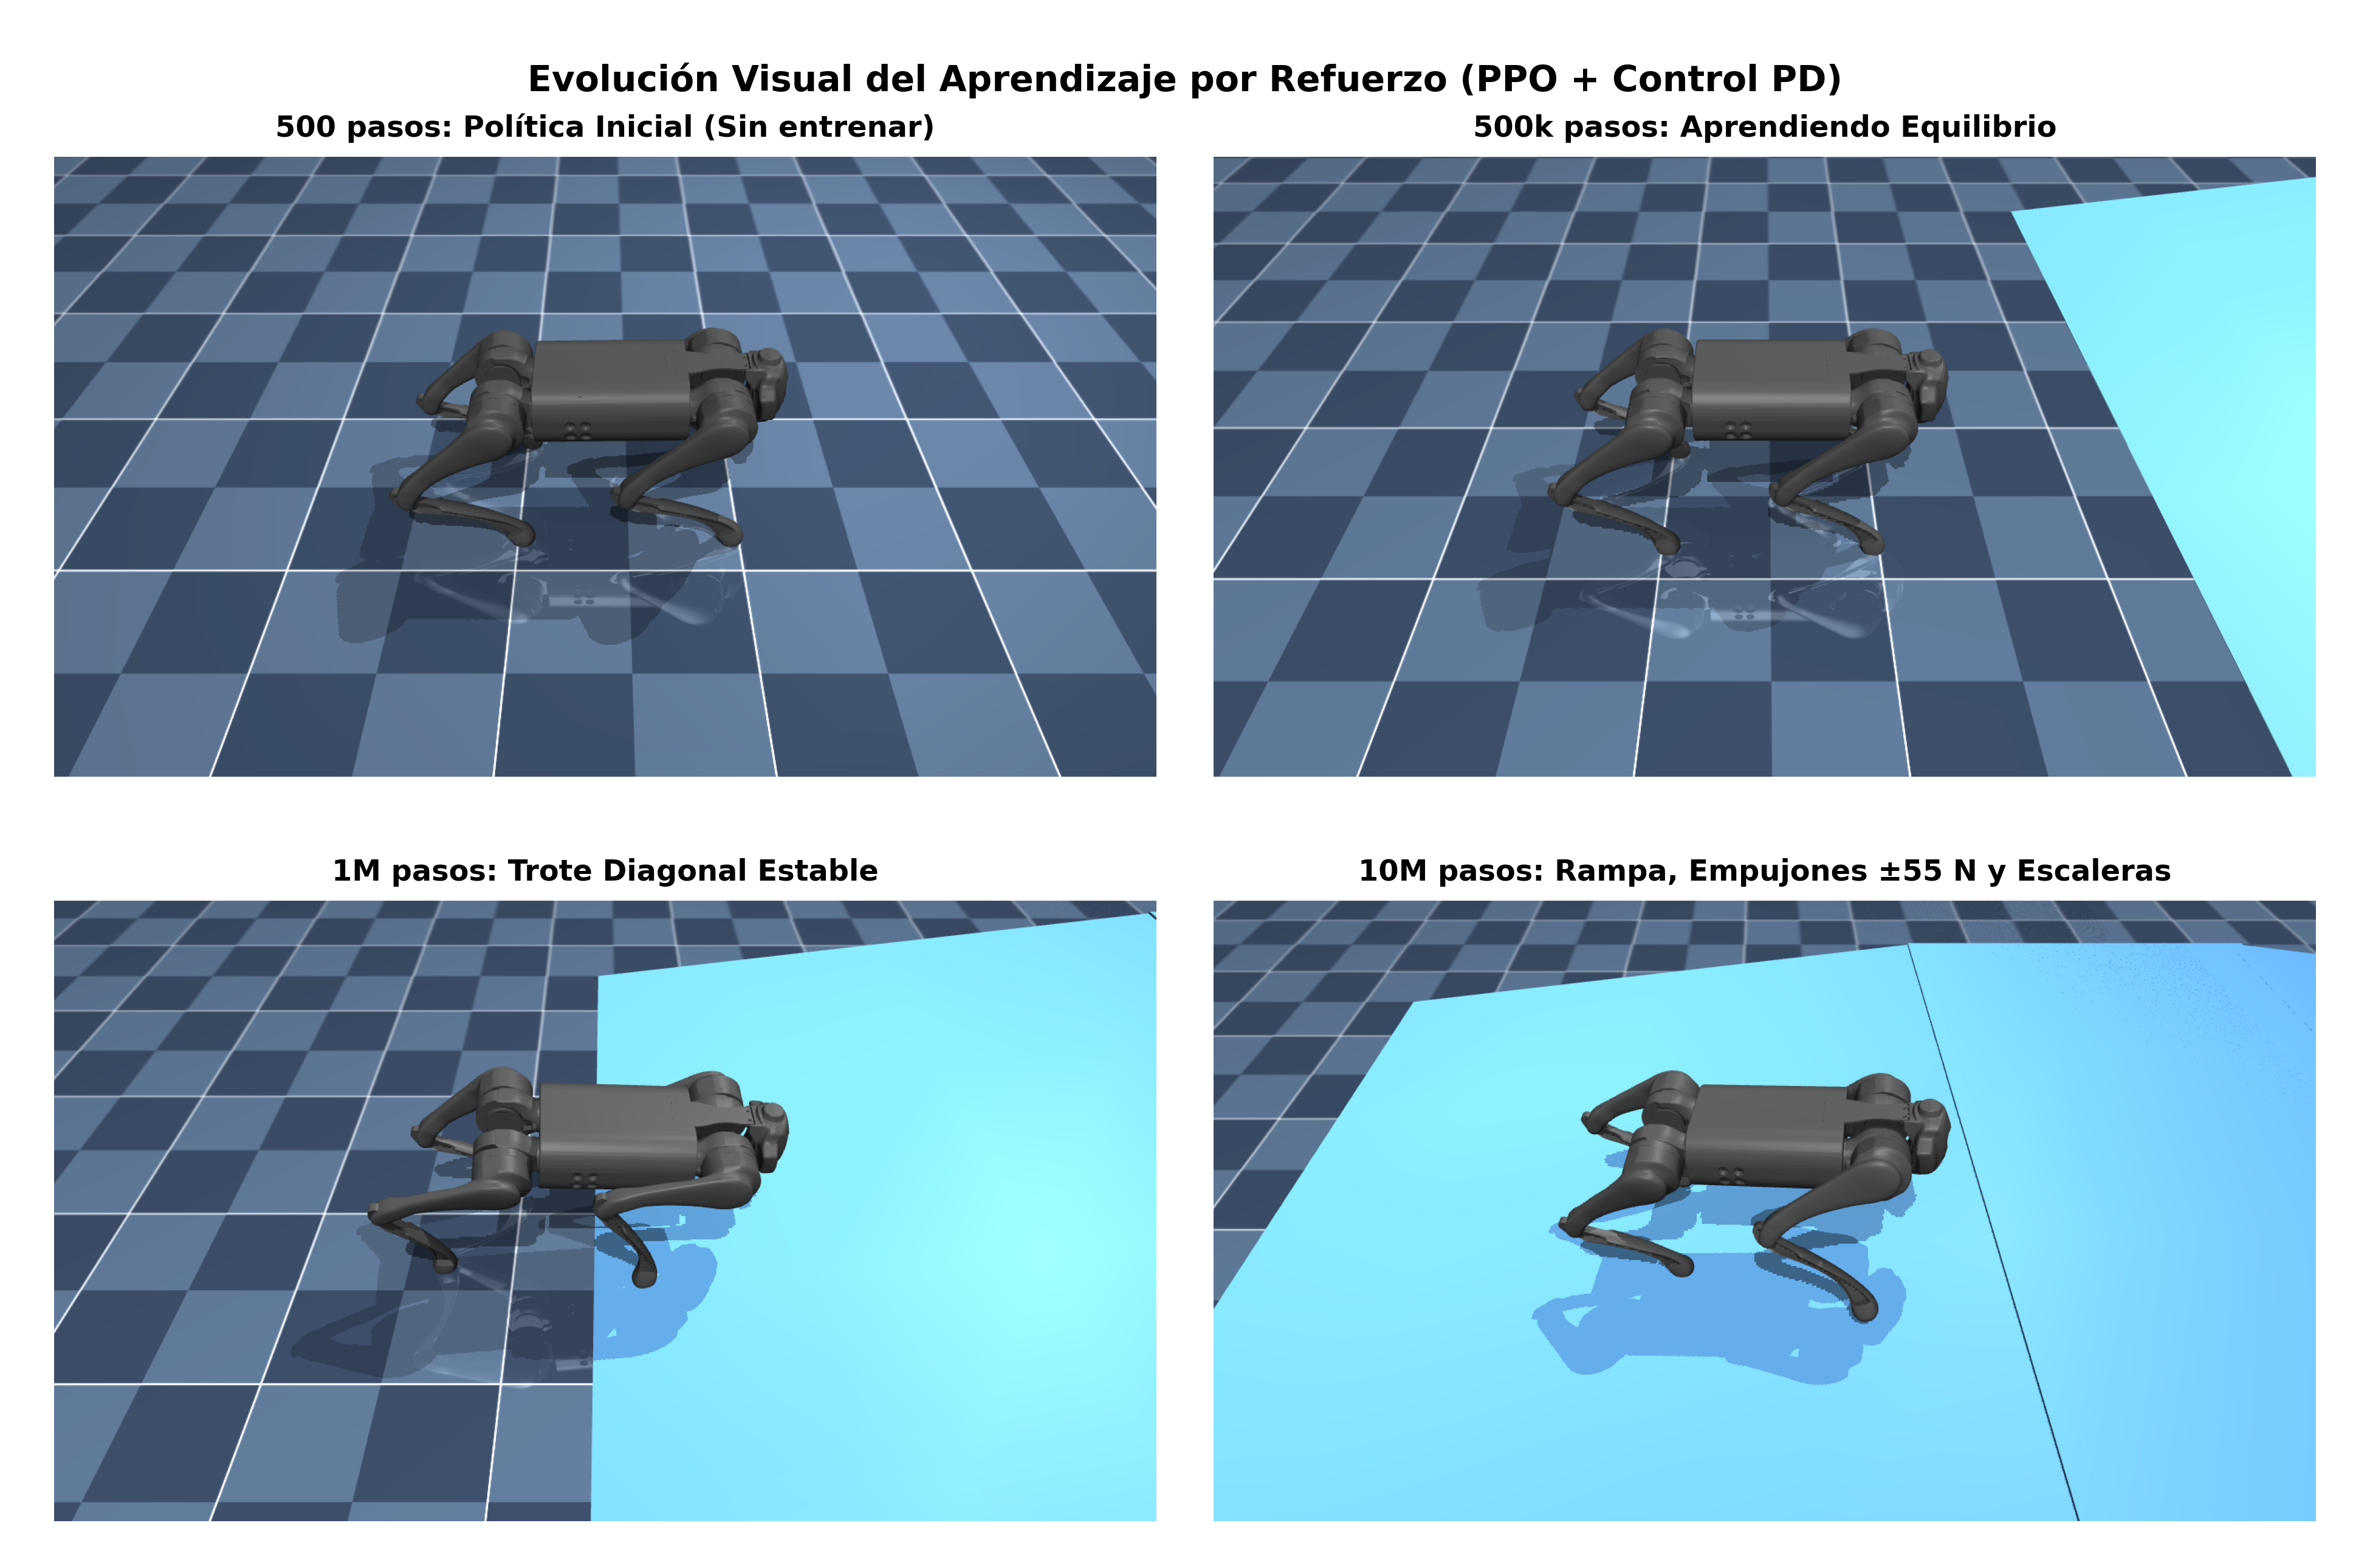 Evolución Visual del Aprendizaje por Refuerzo (PPO + Control PD)
500 pasos: Política Inicial (Sin entrenar)
500k pasos: Aprendiendo Equilibrio
1M pasos: Trote Diagonal Estable
10M pasos: Rampa, Empujones ±55 N y Escaleras